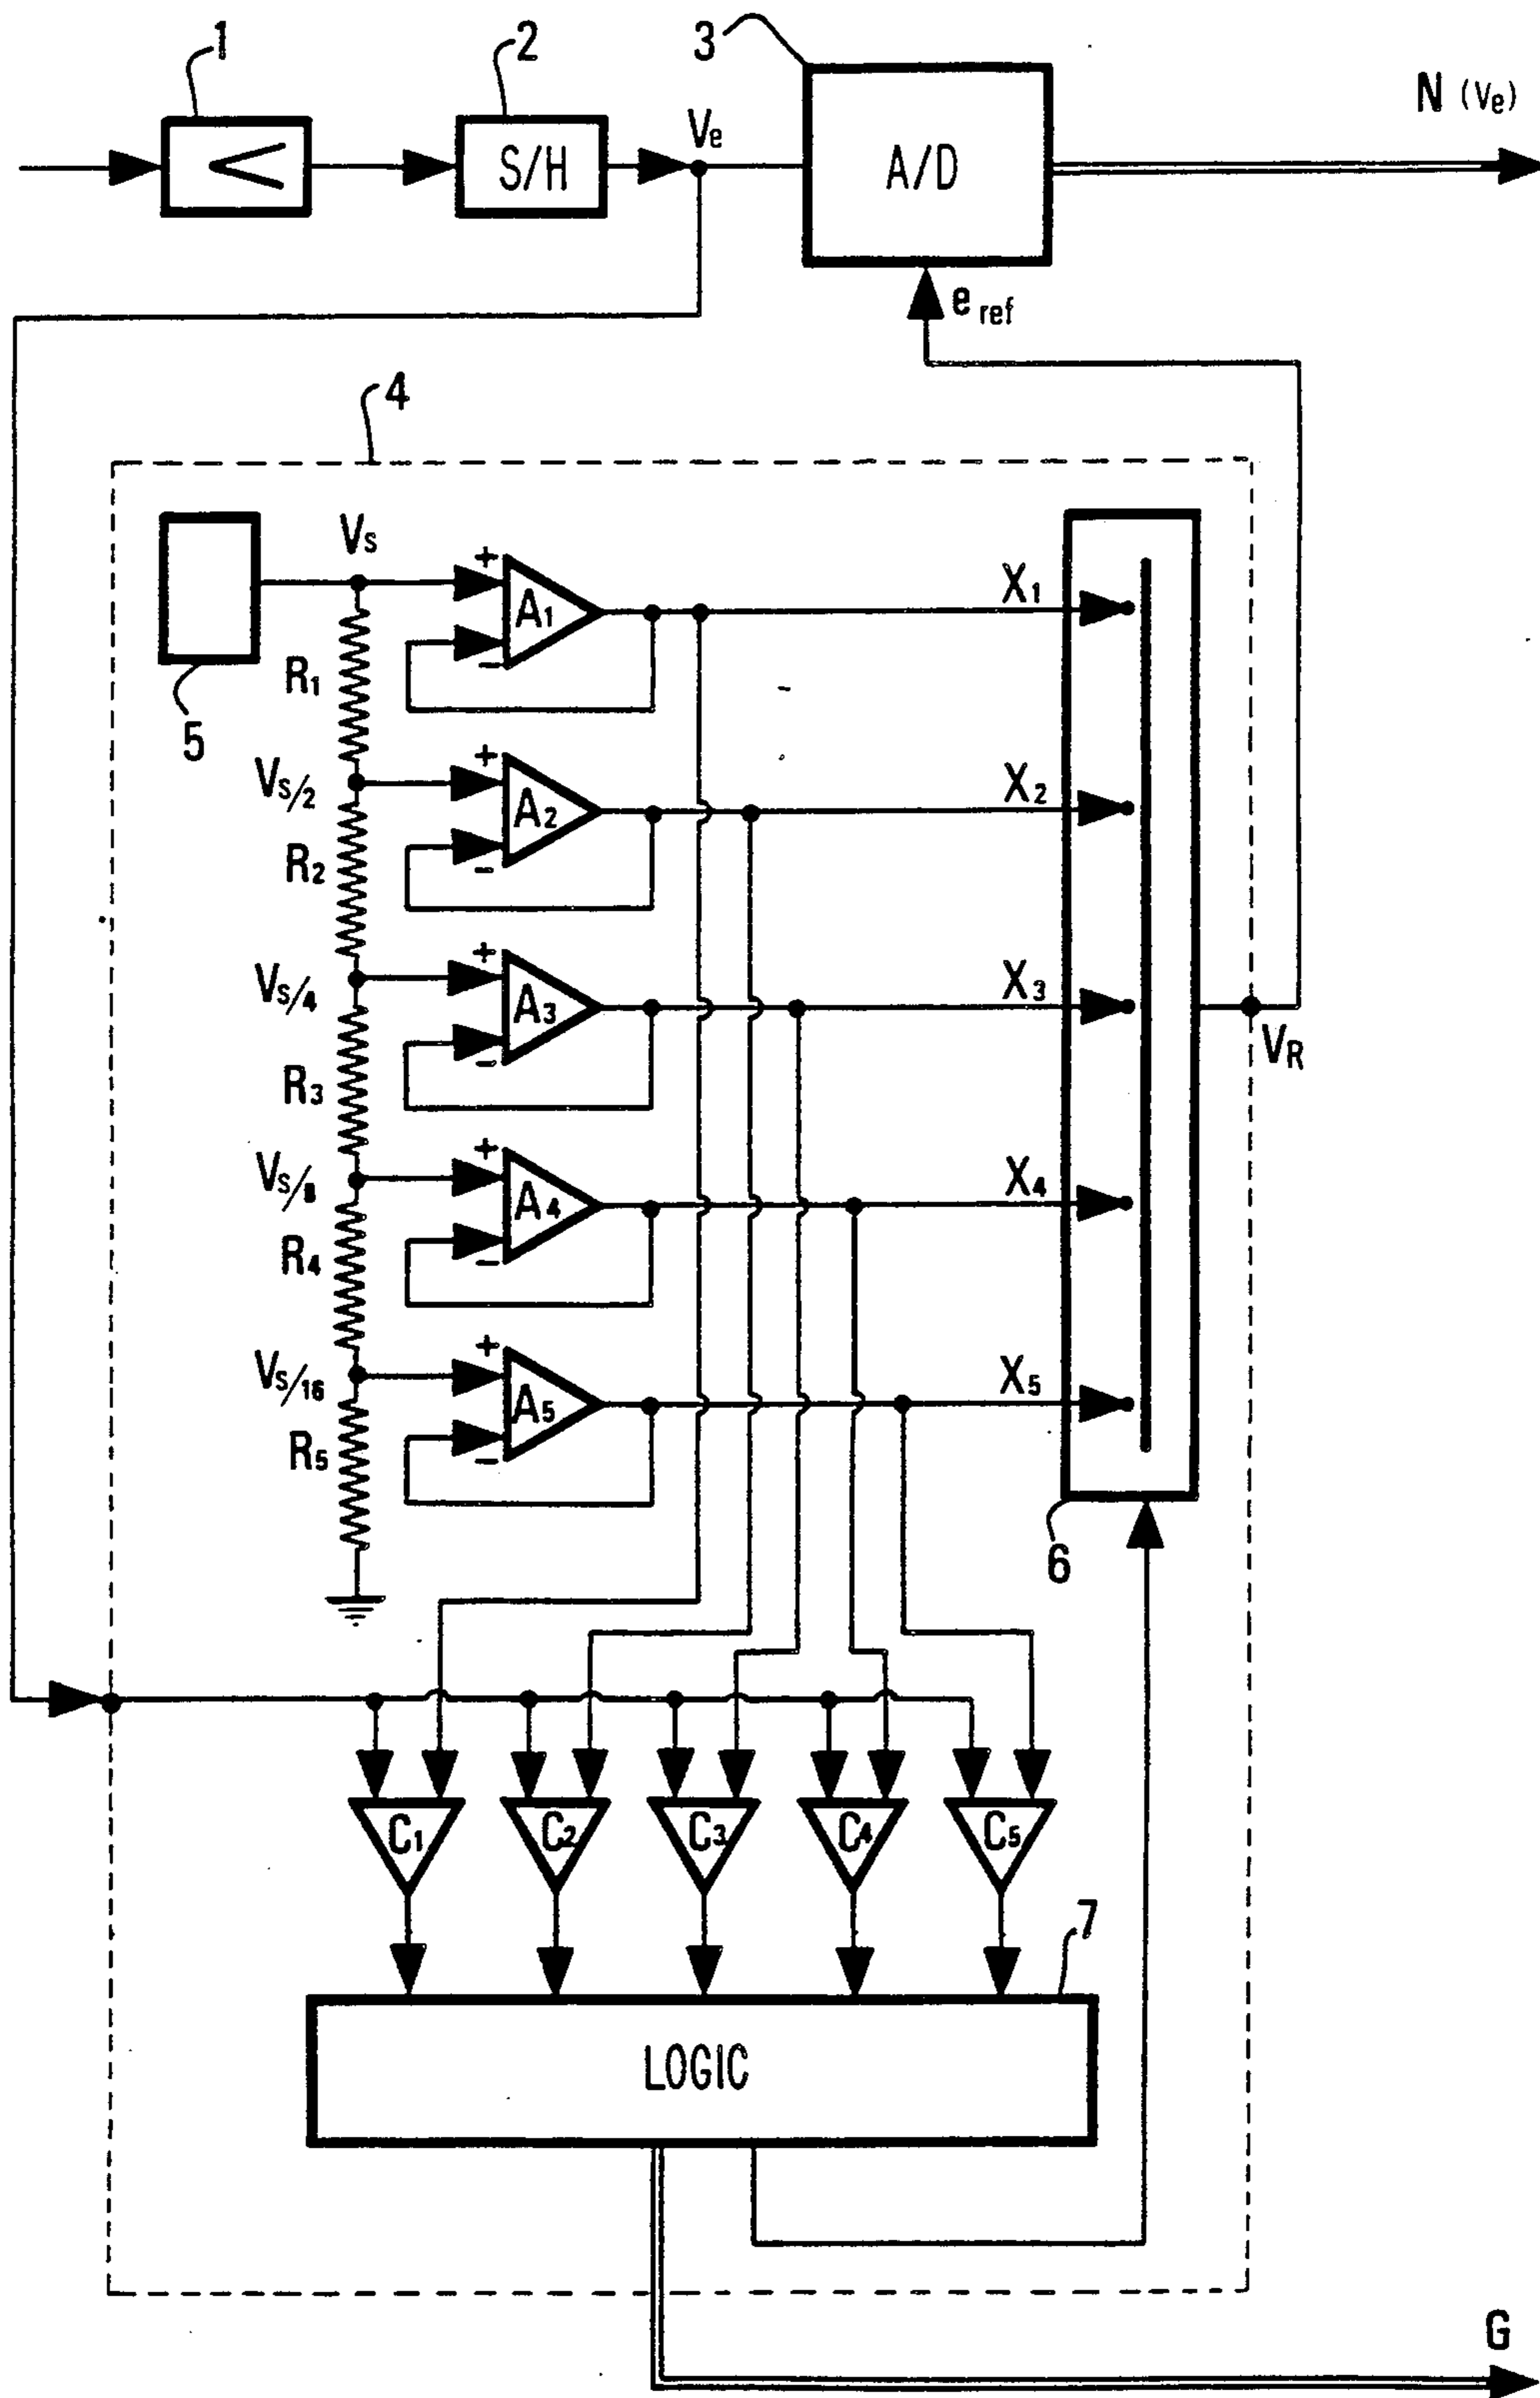 1
2
3
N (Ve)
Ve
<
S/H
A/D
e ref
4
Vs
+
A1
X1
-
R1
5
+
Vs/2
A2
X2
-
R2
+
Vs/4
A3
X3
-
VR
R3
+
Vs/8
A4
X4
-
R4
+
Vs/16
A5
X5
-
R5
6
C1
C2
C3
C4
C5
7
LOGIC
G